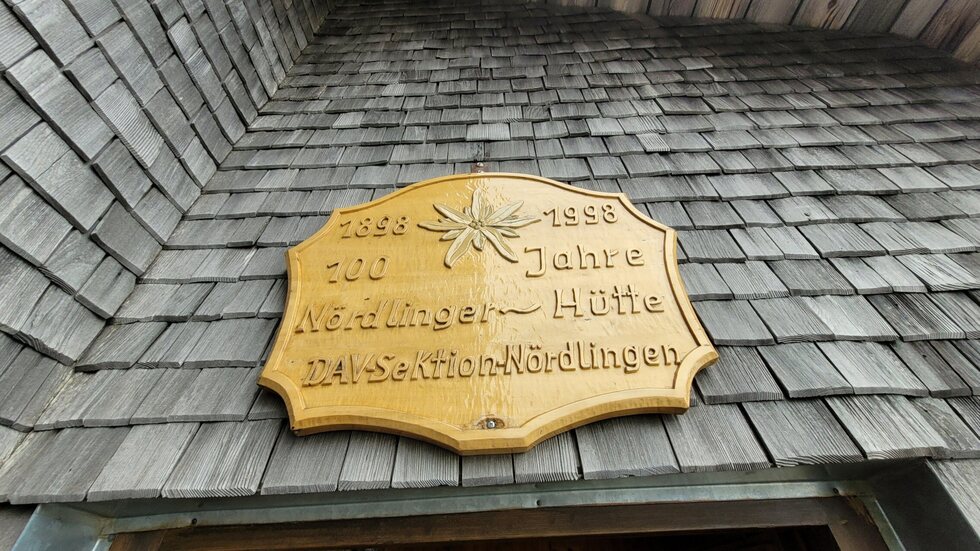 1898 1998
100 Jahre
Nördlinger~Hütte
DAV-Sektion-Nördlingen